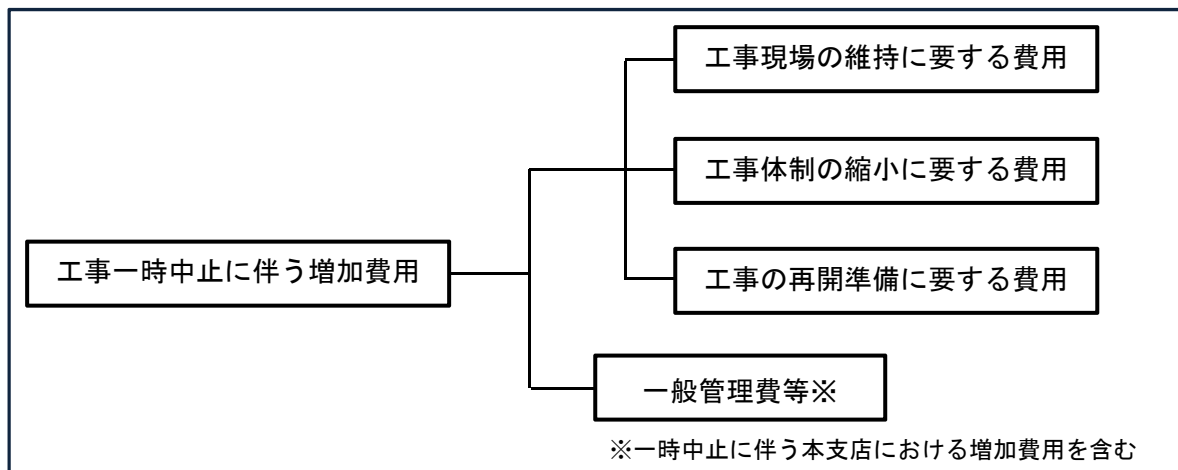 工事現場の維持に要する費用
工事体制の縮小に要する費用
工事一時中止に伴う増加費用
工事の再開準備に要する費用
一般管理費等※
※一時中止に伴う本支店における増加費用を含む